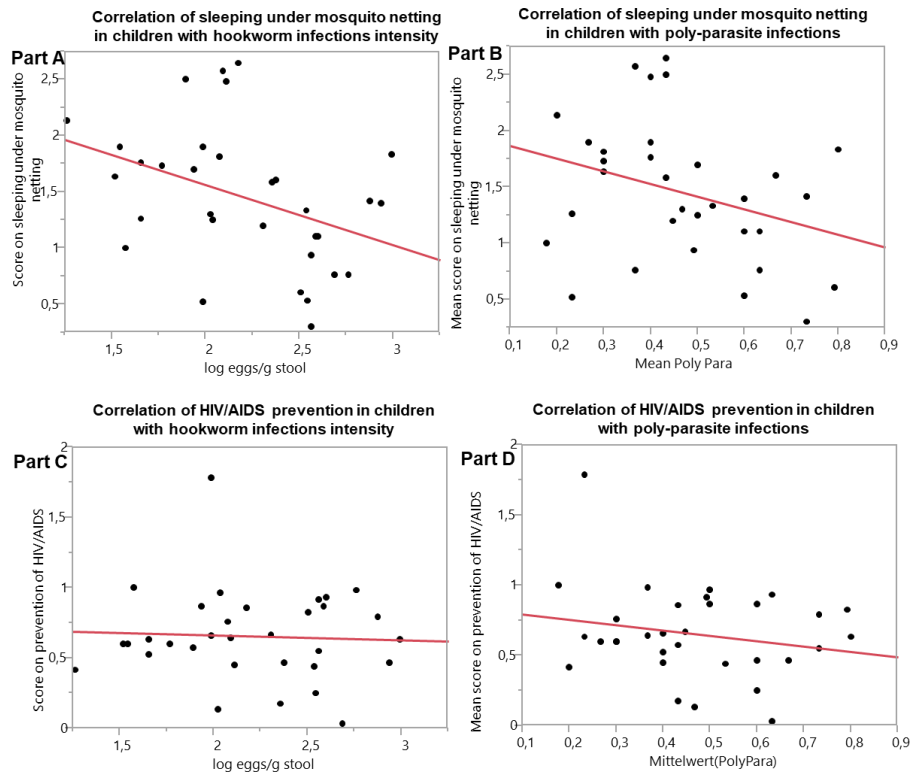 Correlation of sleeping under mosquito netting
in children with hookworm infections intensity
Part A
Score on sleeping under mosquito
netting
2,5
2
1,5
1
0,5
1,5
2
2,5
3
log eggs/g stool
Correlation of sleeping under mosquito netting
in children with poly-parasite infections
Part B
Mean score on sleeping under mosquito
netting
2,5
2
1,5
1
0,5
0,1
0,2
0,3
0,4
0,5
0,6
0,7
0,8
0,9
Mean Poly Para
Correlation of HIV/AIDS prevention in children
with hookworm infections intensity
Part C
Score on prevention of HIV/AIDS
2
1,5
1
0,5
0
1,5
2
2,5
3
log eggs/g stool
Correlation of HIV/AIDS prevention in children
with poly-parasite infections
Part D
Mean score on prevention of HIV/AIDS
2
1,5
1
0,5
0
0,1
0,2
0,3
0,4
0,5
0,6
0,7
0,8
0,9
Mittelwert(PolyPara)